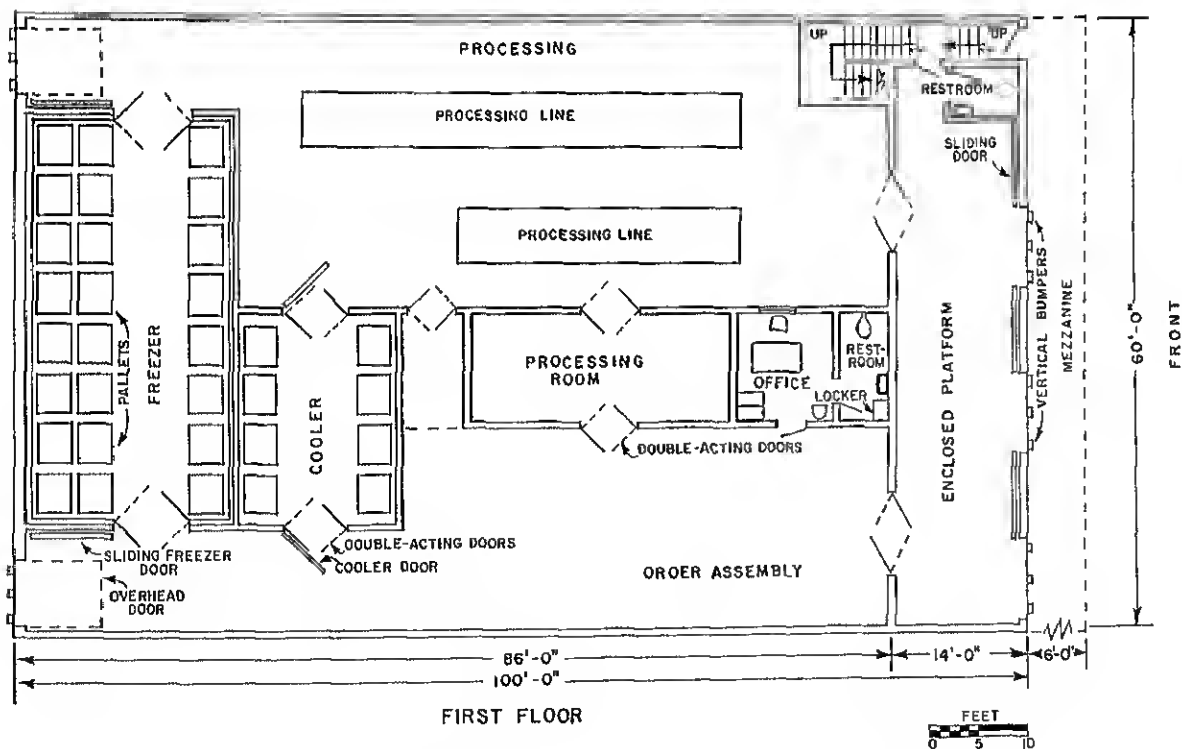 UP
UP
PROCESSING
RESTROOM
PROCESSING LINE
SLIDING
DOOR
PROCESSING LINE
VERTICAL BUMPERS
MEZZANINE
60'-0"
FRONT
PALLETS
FREEZER
PROCESSING
ROOM
OFFICE
REST-
ROOM
LOCKER
ENCLOSED PLATFORM
COOLER
DOUBLE-ACTING DOORS
DOUBLE-ACTING DOORS
SLIDING FREEZER
DOOR
COOLER DOOR
ORDER ASSEMBLY
OVERHEAD
DOOR
86'-0"
14'-0"
6'-0"
100'-0"
FIRST FLOOR
FEET
0 5 10